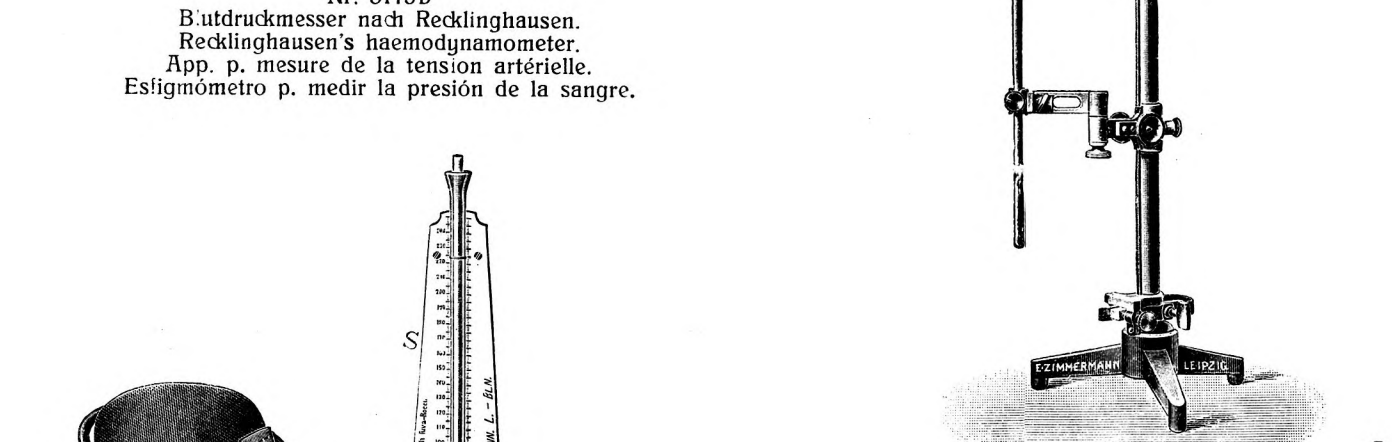 Blutdruckmesser nach Recklinghausen.
Recklinghausen's haemodynamometer.
App. p. mesure de la tension artérielle.
Esfigmómetro p. medir la presión de la sangre.
S
L. – BLN.
E·ZIMMERMANN LEIPZIG